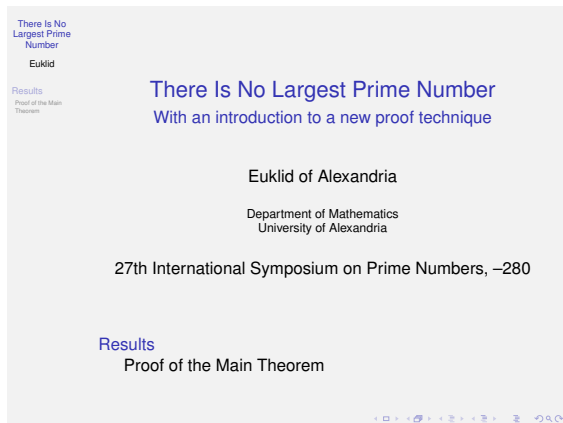 There Is No
Largest Prime
Number
Euklid
Results
Proof of the Main
Theorem
There Is No Largest Prime Number
With an introduction to a new proof technique
Euklid of Alexandria
Department of Mathematics
University of Alexandria
27th International Symposium on Prime Numbers, –280
Results
Proof of the Main Theorem